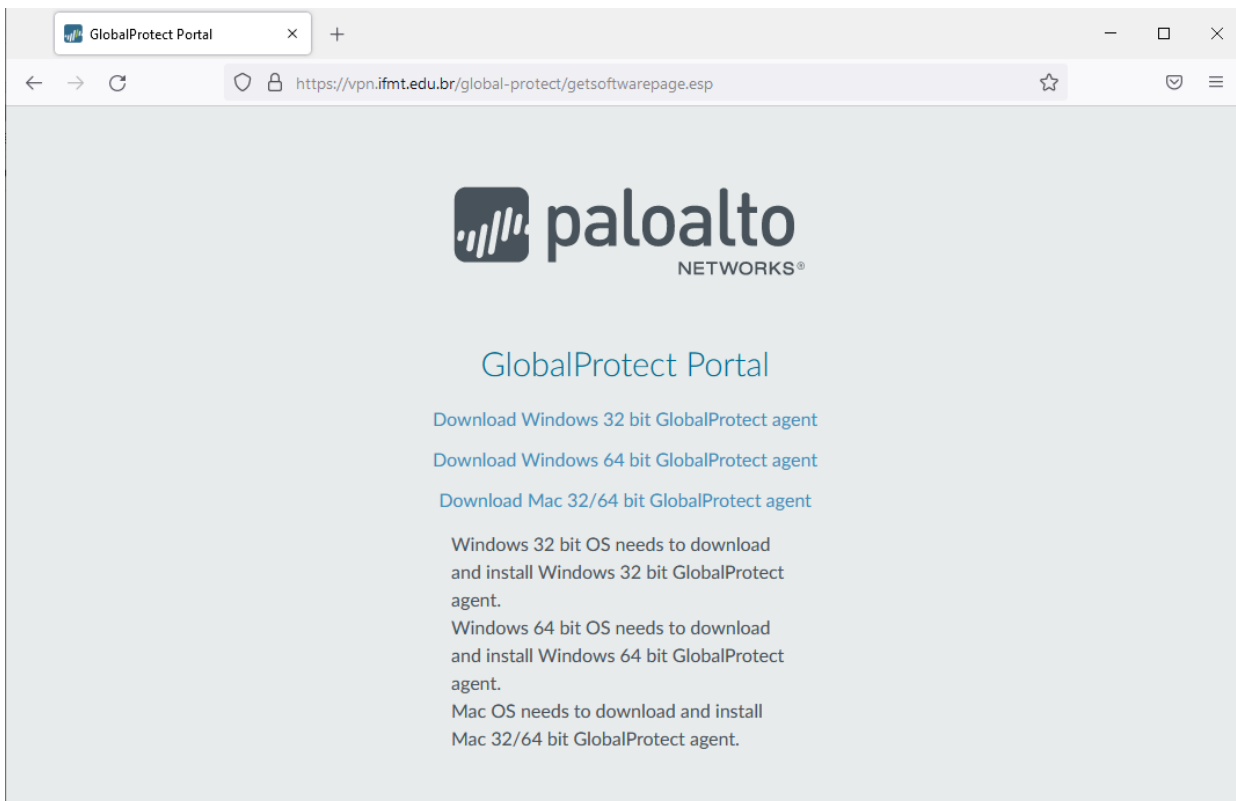 GlobalProtect Portal
https://vpn.ifmt.edu.br/global-protect/getsoftwarepage.esp
paloalto
NETWORKS®
GlobalProtect Portal
Download Windows 32 bit GlobalProtect agent
Download Windows 64 bit GlobalProtect agent
Download Mac 32/64 bit GlobalProtect agent
Windows 32 bit OS needs to download
and install Windows 32 bit GlobalProtect
agent.
Windows 64 bit OS needs to download
and install Windows 64 bit GlobalProtect
agent.
Mac OS needs to download and install
Mac 32/64 bit GlobalProtect agent.